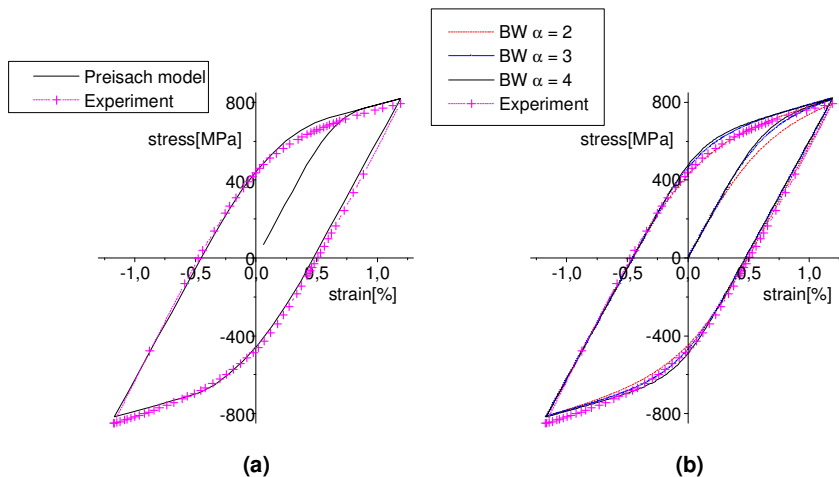 Preisach model
Experiment
stress[MPa]
800
400
0
-400
-800
-1,0
-0,5
0,0
0,5
1,0
strain[%]
(a)
BW α = 2
BW α = 3
BW α = 4
Experiment
stress[MPa]
800
400
0
-400
-800
-1,0
-0,5
0,0
0,5
1,0
strain[%]
(b)